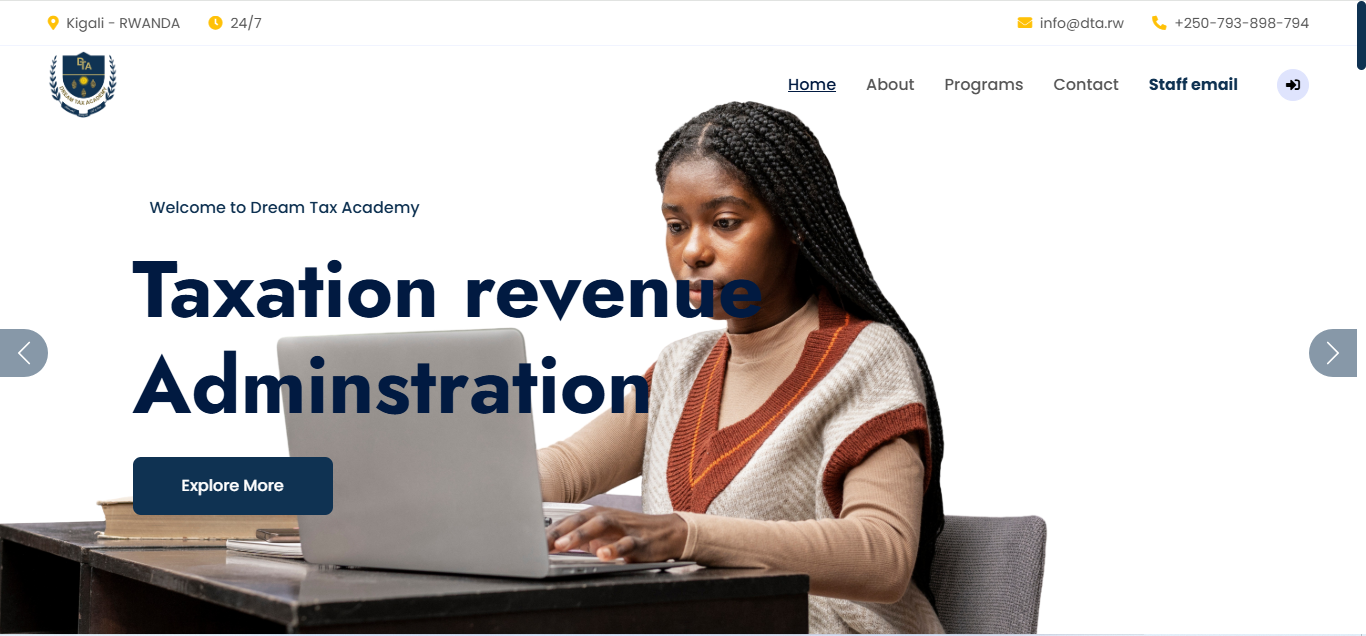 Kigali - RWANDA
24/7
info@dta.rw
+250-793-898-794
DTA
DREAM TAX ACADEMY
Home
About
Programs
Contact
Staff email
Welcome to Dream Tax Academy
Taxation revenue
Adminstration
Explore More